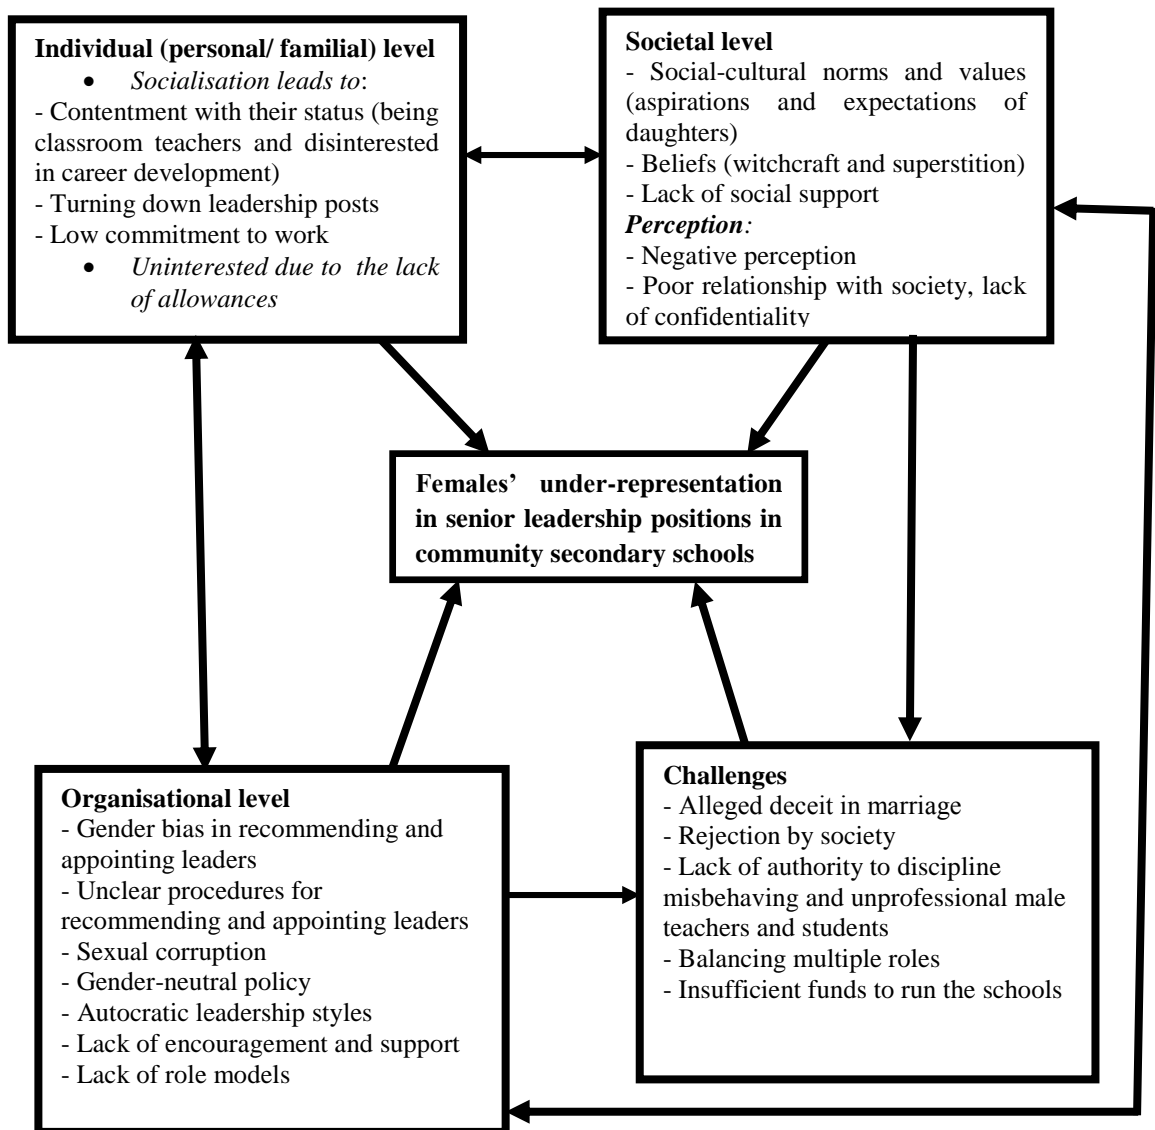 Individual (personal/ familial) level
• Socialisation leads to:
- Contentment with their status (being
classroom teachers and disinterested
in career development)
- Turning down leadership posts
- Low commitment to work
• Uninterested due to the lack
of allowances
Societal level
- Social-cultural norms and values
(aspirations and expectations of
daughters)
- Beliefs (witchcraft and superstition)
- Lack of social support
Perception:
- Negative perception
- Poor relationship with society, lack
of confidentiality
Females’ under-representation
in senior leadership positions in
community secondary schools
Organisational level
- Gender bias in recommending and
appointing leaders
- Unclear procedures for
recommending and appointing leaders
- Sexual corruption
- Gender-neutral policy
- Autocratic leadership styles
- Lack of encouragement and support
- Lack of role models
Challenges
- Alleged deceit in marriage
- Rejection by society
- Lack of authority to discipline
misbehaving and unprofessional male
teachers and students
- Balancing multiple roles
- Insufficient funds to run the schools